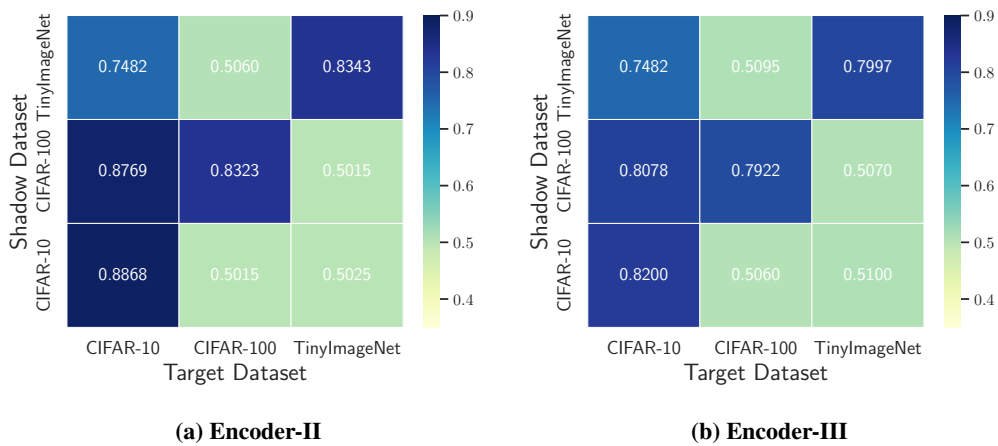 Shadow Dataset
TinyImageNet
CIFAR-100
CIFAR-10
0.7482 0.5060 0.8343
0.8769 0.8323 0.5015
0.8868 0.5015 0.5025
CIFAR-10 CIFAR-100 TinyImageNet
Target Dataset
0.9
0.8
0.7
0.6
0.5
0.4
(a) Encoder-II
Shadow Dataset
TinyImageNet
CIFAR-100
CIFAR-10
0.7482 0.5095 0.7997
0.8078 0.7922 0.5070
0.8200 0.5060 0.5100
CIFAR-10 CIFAR-100 TinyImageNet
Target Dataset
0.9
0.8
0.7
0.6
0.5
0.4
(b) Encoder-III